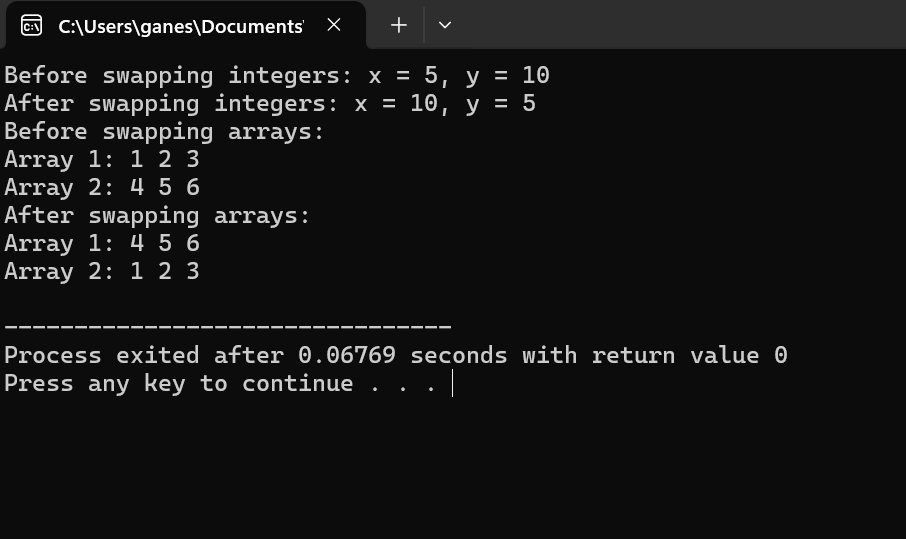 C:\Users\ganes\Documents'
Before swapping integers: x = 5, y = 10
After swapping integers: x = 10, y = 5
Before swapping arrays:
Array 1: 1 2 3
Array 2: 4 5 6
After swapping arrays:
Array 1: 4 5 6
Array 2: 1 2 3
--------------------------------
Process exited after 0.06769 seconds with return value 0
Press any key to continue . . .